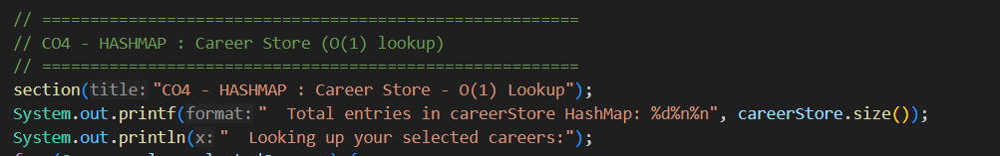 // ========================================================
// CO4 - HASHMAP : Career Store (O(1) lookup)
// ========================================================
section(title: "CO4 - HASHMAP : Career Store - O(1) Lookup");
System.out.printf(format: "  Total entries in careerStore HashMap: %d%n%n", careerStore.size());
System.out.println(x: "  Looking up your selected careers:");